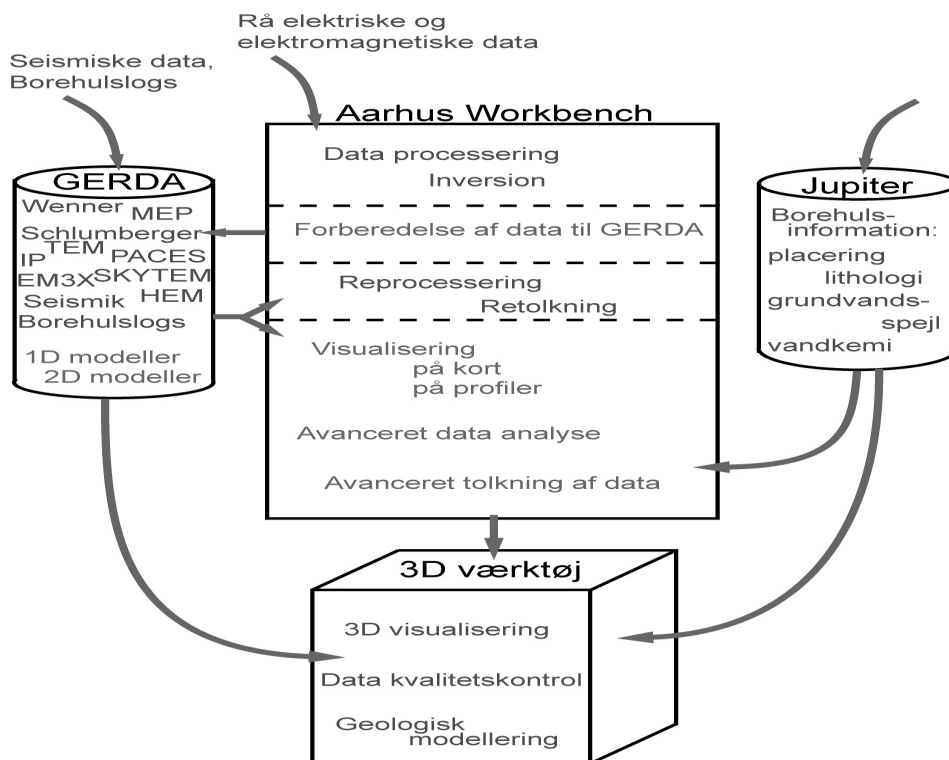 Rå elektriske og
elektromagnetiske data
Seismiske data,
Borehulslogs
Aarhus Workbench
Data processering
Inversion
Forberedelse af data til GERDA
Reprocessering
Retolkning
Visualisering
på kort
på profiler
Avanceret data analyse
Avanceret tolkning af data
GERDA
Wenner
MEP
Schlumberger
TEM
IP
PACES
EM3X
SKYTEM
Seismik
HEM
Borehulslogs
1D modeller
2D modeller
Jupiter
Borehuls-
information:
placering
lithologi
grundvands-
spejl
vandkemi
3D værktøj
3D visualisering
Data kvalitetskontrol
Geologisk
modellering